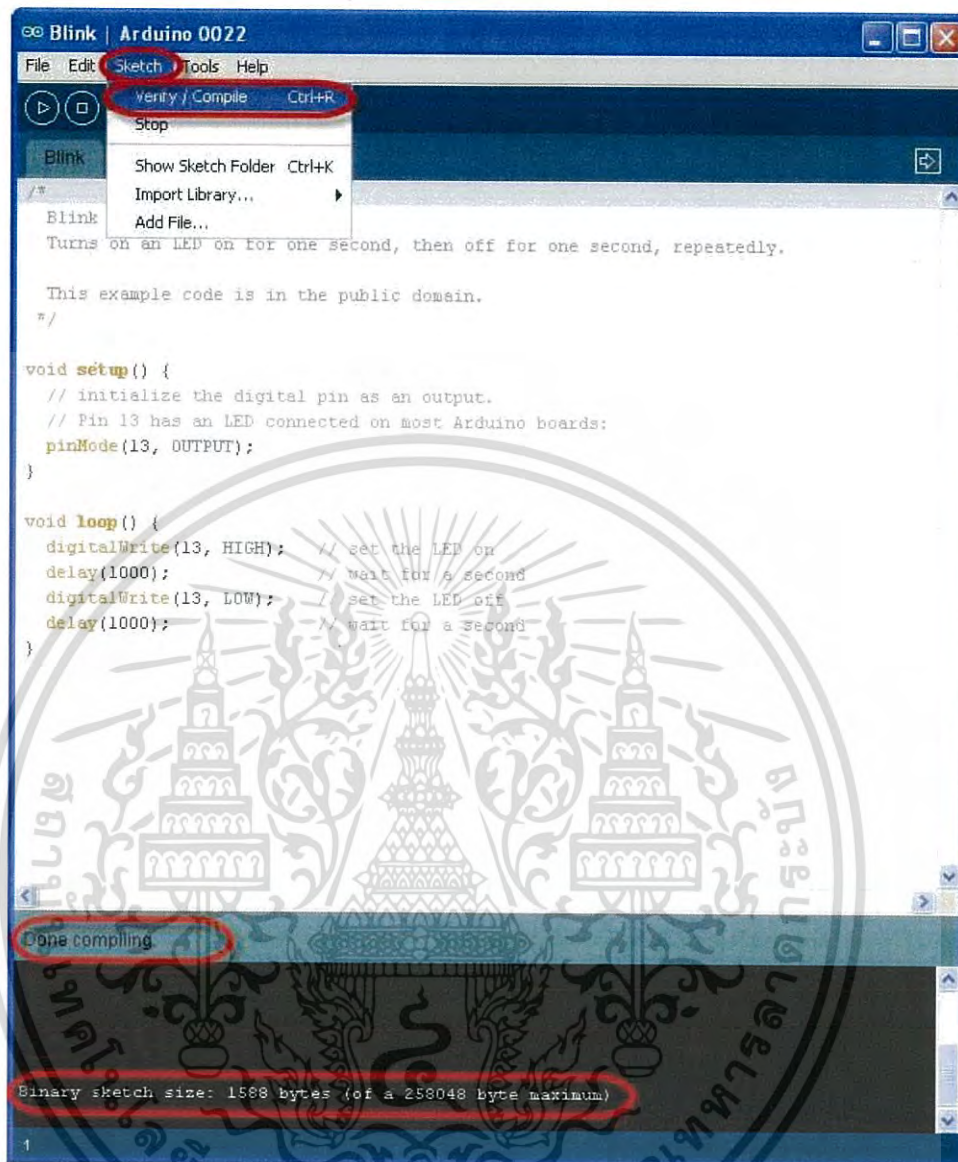 Blink | Arduino 0022
File Edit Sketch Tools Help
Verify / Compile Ctrl+R
Stop
Show Sketch Folder Ctrl+K
Import Library...
Add File...
Blink
/*
Blink
Turns on an LED on for one second, then off for one second, repeatedly.
This example code is in the public domain.
*/
void setup() {
// initialize the digital pin as an output.
// Pin 13 has an LED connected on most Arduino boards:
pinMode(13, OUTPUT);
}
void loop() {
digitalWrite(13, HIGH); // set the LED on
delay(1000); // wait for a second
digitalWrite(13, LOW); // set the LED off
delay(1000); // wait for a second
}
Done compiling.
Binary sketch size: 1588 bytes (of a 258048 byte maximum)
1